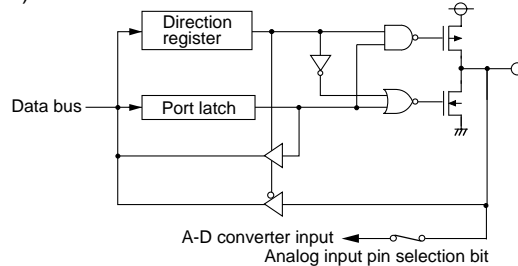 )
Direction
register
Data bus
Port latch
A-D converter input
Analog input pin selection bit